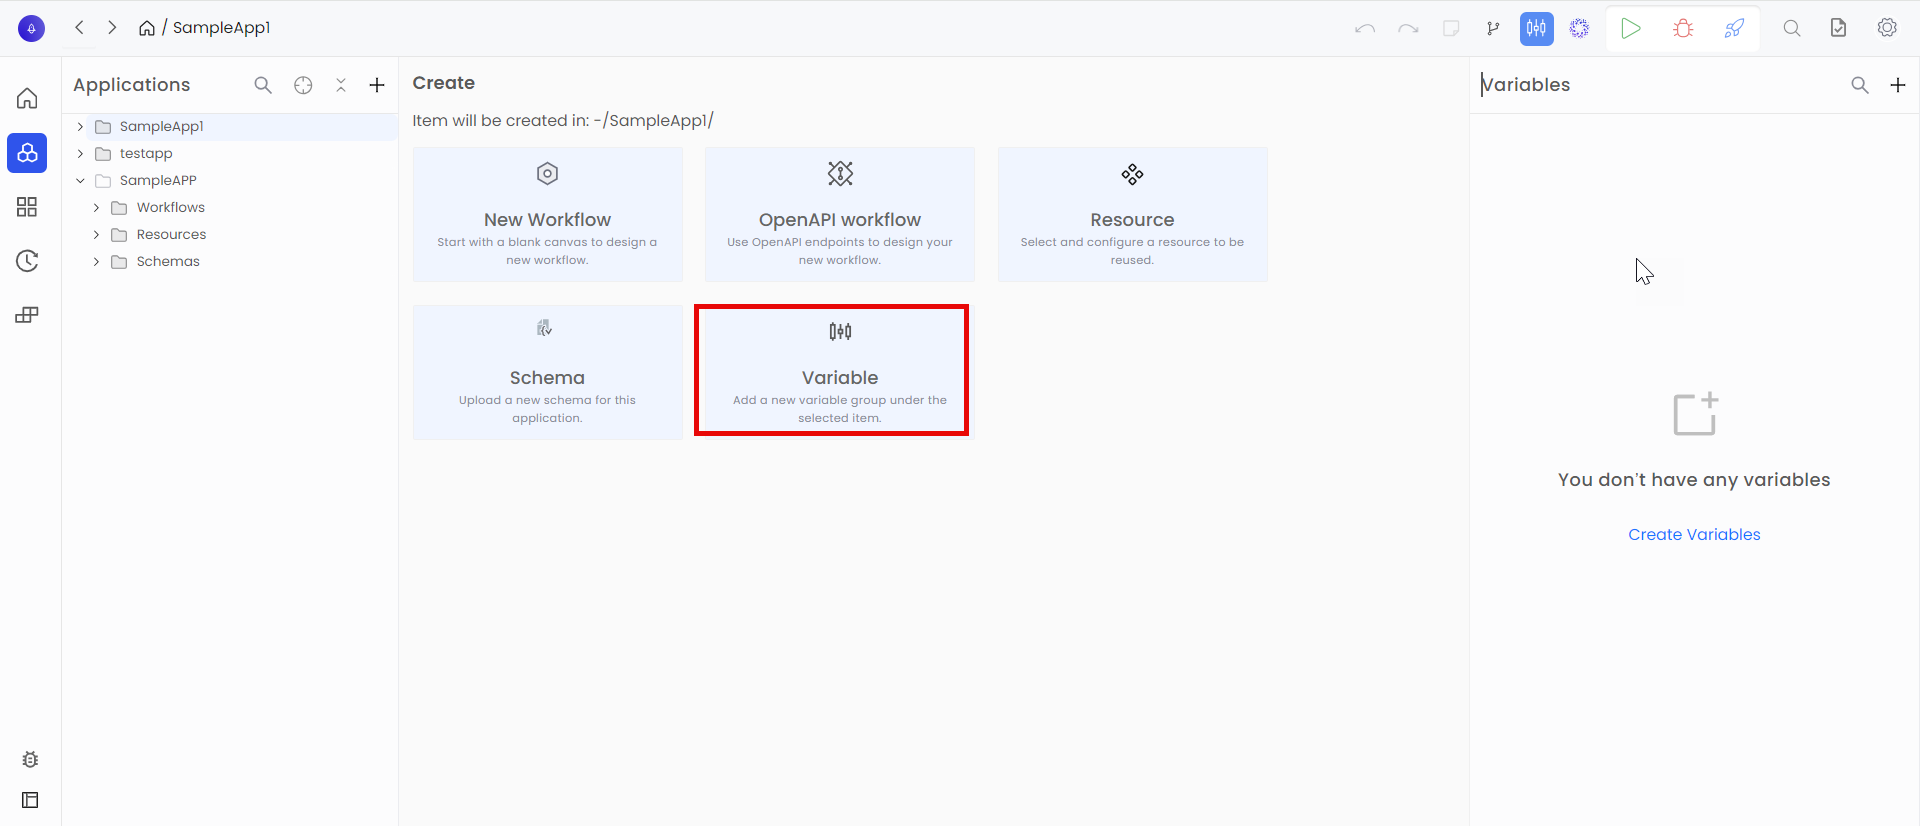 / SampleApp1
Applications
SampleApp1
testapp
SampleAPP
Workflows
Resources
Schemas
Create
Item will be created in: -/SampleApp1/
New Workflow
Start with a blank canvas to design a
new workflow.
OpenAPI workflow
Use OpenAPI endpoints to design your
new workflow.
Resource
Select and configure a resource to be
reused.
Schema
Upload a new schema for this
application.
Variable
Add a new variable group under the
selected item.
Variables
You don't have any variables
Create Variables